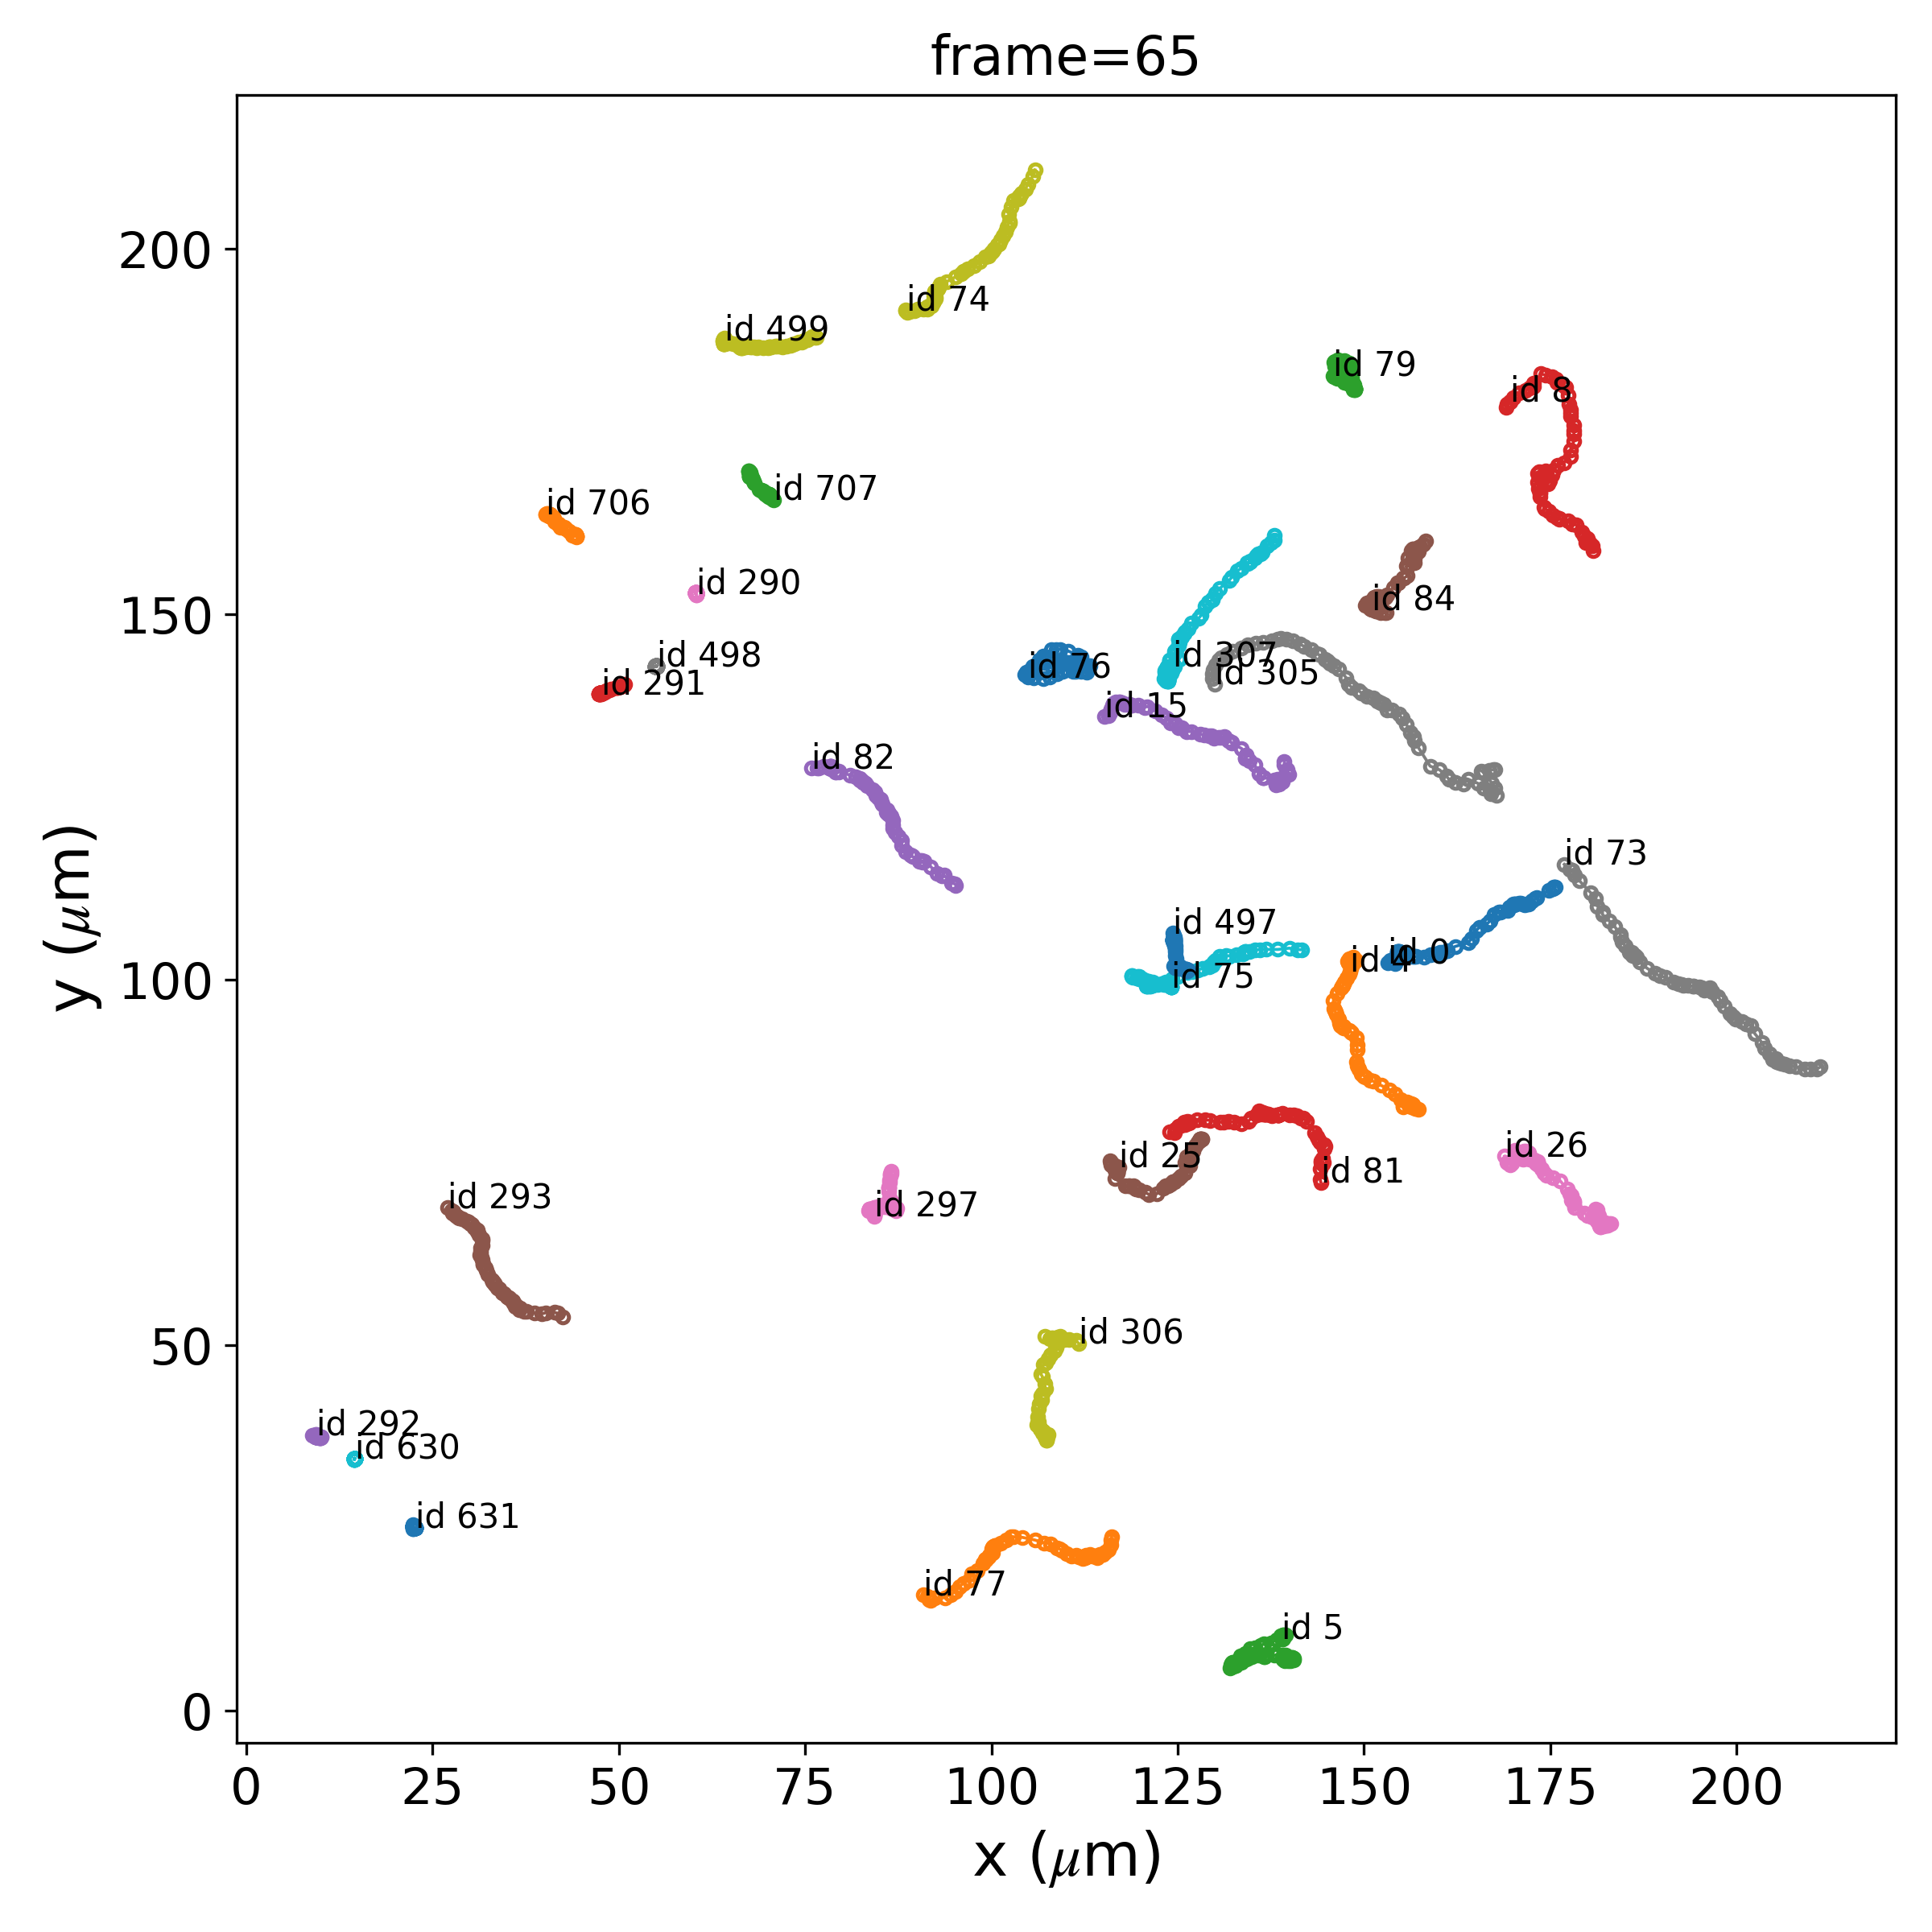 frame=65
y (μm)
200
150
100
50
0
id 74
id 499
id 79
id 8
id 707
id 706
id 290
id 84
id 498
id 307
id 76
id 291
id 305
id 15
id 82
id 73
id 497
id 0
id 4
id 75
id 25
id 26
id 81
id 293
id 297
id 306
id 292
id 630
id 631
id 77
id 5
0 25 50 75 100 125 150 175 200
x (μm)